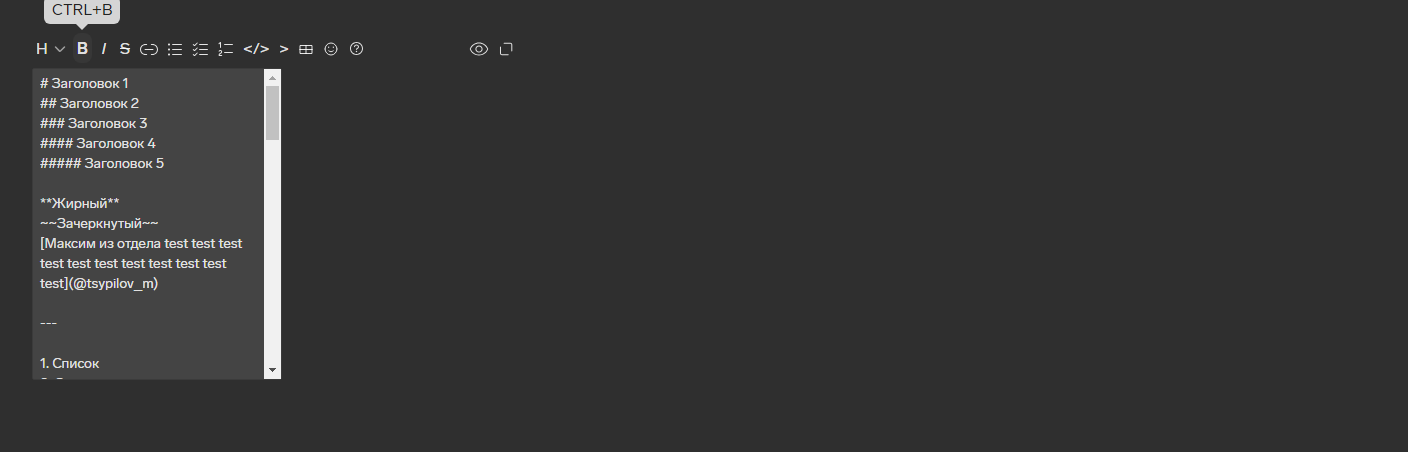 CTRL+B
H B I S </> >
# Заголовок 1
## Заголовок 2
### Заголовок 3
#### Заголовок 4
##### Заголовок 5
**Жирный**
~~Зачеркнутый~~
[Максим из отдела test test test
test test test test test test test
test](@tsypilov_m)
---
1. Список